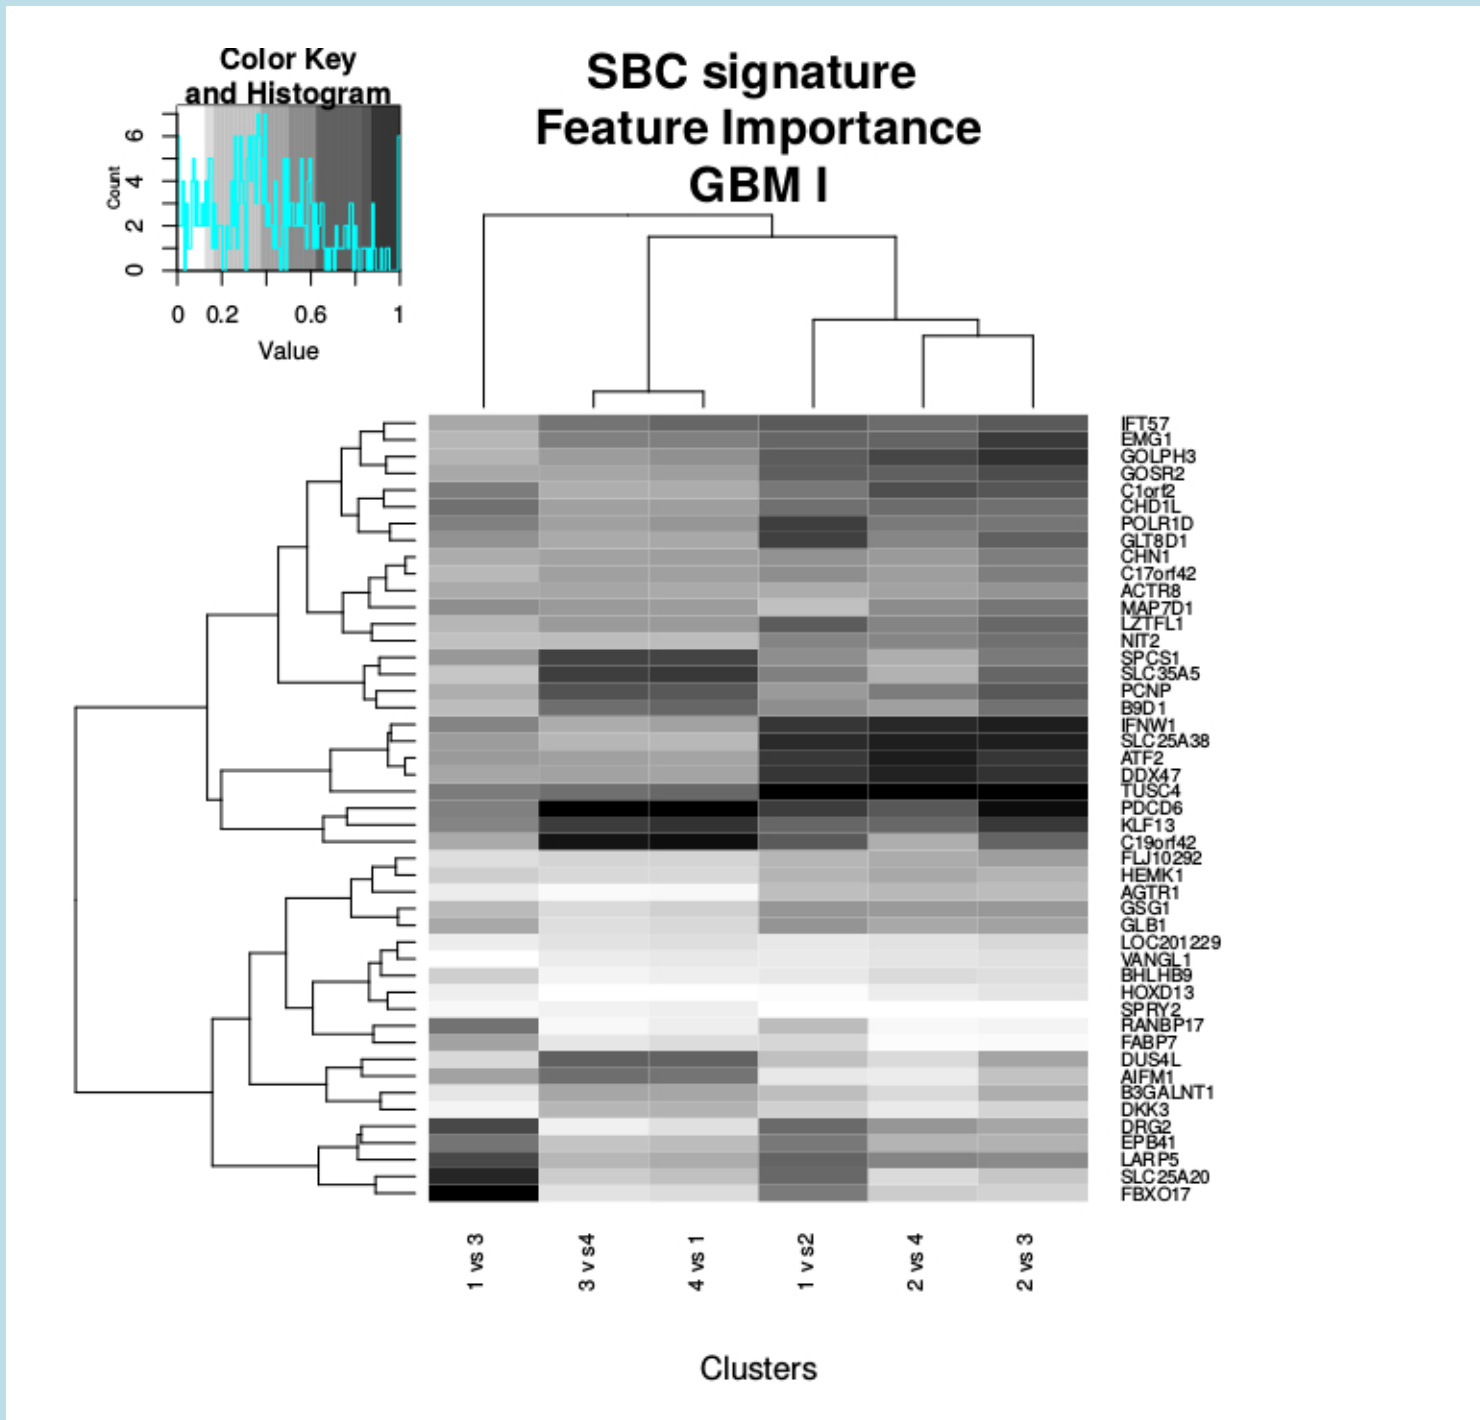 Color Key
and Histogram
SBC signature
Feature Importance
GBM I
Count
0 2 4 6
0 0.2 0.6 1
Value
IFT57
EMG1
GOLPH3
GOSR2
C1orf2
CHD1L
POLR1D
GLT8D1
CHN1
C17orf42
ACTR8
MAP7D1
LZTFL1
NIT2
SPCS1
SLC35A5
PCNP
B9D1
IFNW1
SLC25A38
ATF2
DDX47
TUSC4
PDCD6
KLF13
C19orf42
FLJ10292
HEMK1
AGTR1
GSG1
GLB1
LOC201229
VANGL1
BHLHB9
HOXD13
SPRY2
RANBP17
FABP7
DUS4L
AIFM1
B3GALNT1
DKK3
DRG2
EPB41
LARP5
SLC25A20
FBXO17
1 vs 3
3 v s4
4 vs 1
1 v s2
2 vs 4
2 vs 3
Clusters